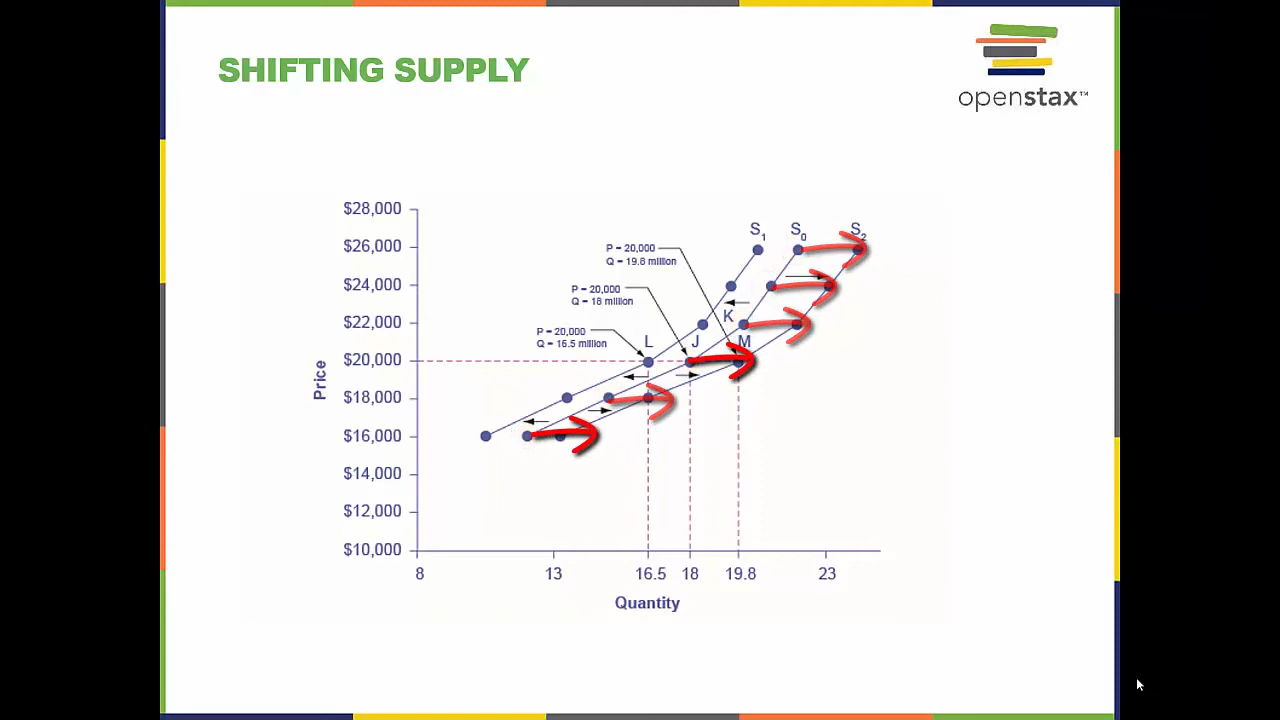 SHIFTING SUPPLY
openstax™
$28,000
$26,000
$24,000
$22,000
$20,000
$18,000
$16,000
$14,000
$12,000
$10,000
Price
S1
S0
S2
P = 20,000
Q = 19.8 million
P = 20,000
Q = 18 million
P = 20,000
Q = 16.5 million
K
L
J
M
8
13
16.5
18
19.8
23
Quantity